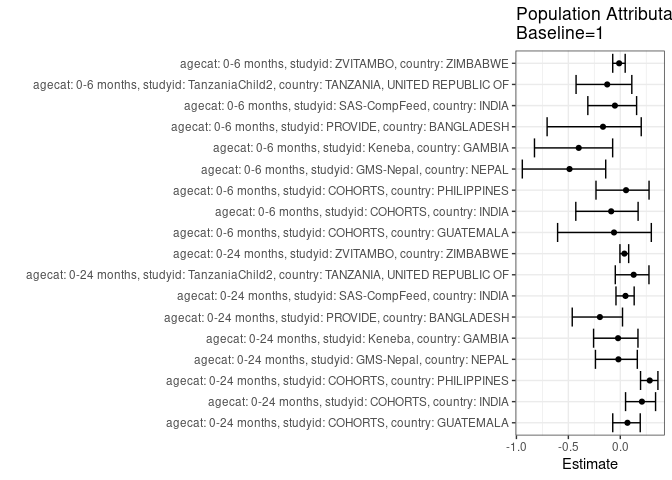 Population Attributa
Baseline=1
agecat: 0-6 months, studyid: ZVITAMBO, country: ZIMBABWE
agecat: 0-6 months, studyid: TanzaniaChild2, country: TANZANIA, UNITED REPUBLIC OF
agecat: 0-6 months, studyid: SAS-CompFeed, country: INDIA
agecat: 0-6 months, studyid: PROVIDE, country: BANGLADESH
agecat: 0-6 months, studyid: Keneba, country: GAMBIA
agecat: 0-6 months, studyid: GMS-Nepal, country: NEPAL
agecat: 0-6 months, studyid: COHORTS, country: PHILIPPINES
agecat: 0-6 months, studyid: COHORTS, country: INDIA
agecat: 0-6 months, studyid: COHORTS, country: GUATEMALA
agecat: 0-24 months, studyid: ZVITAMBO, country: ZIMBABWE
agecat: 0-24 months, studyid: TanzaniaChild2, country: TANZANIA, UNITED REPUBLIC OF
agecat: 0-24 months, studyid: SAS-CompFeed, country: INDIA
agecat: 0-24 months, studyid: PROVIDE, country: BANGLADESH
agecat: 0-24 months, studyid: Keneba, country: GAMBIA
agecat: 0-24 months, studyid: GMS-Nepal, country: NEPAL
agecat: 0-24 months, studyid: COHORTS, country: PHILIPPINES
agecat: 0-24 months, studyid: COHORTS, country: INDIA
agecat: 0-24 months, studyid: COHORTS, country: GUATEMALA
-1.0 -0.5 0.0
Estimate